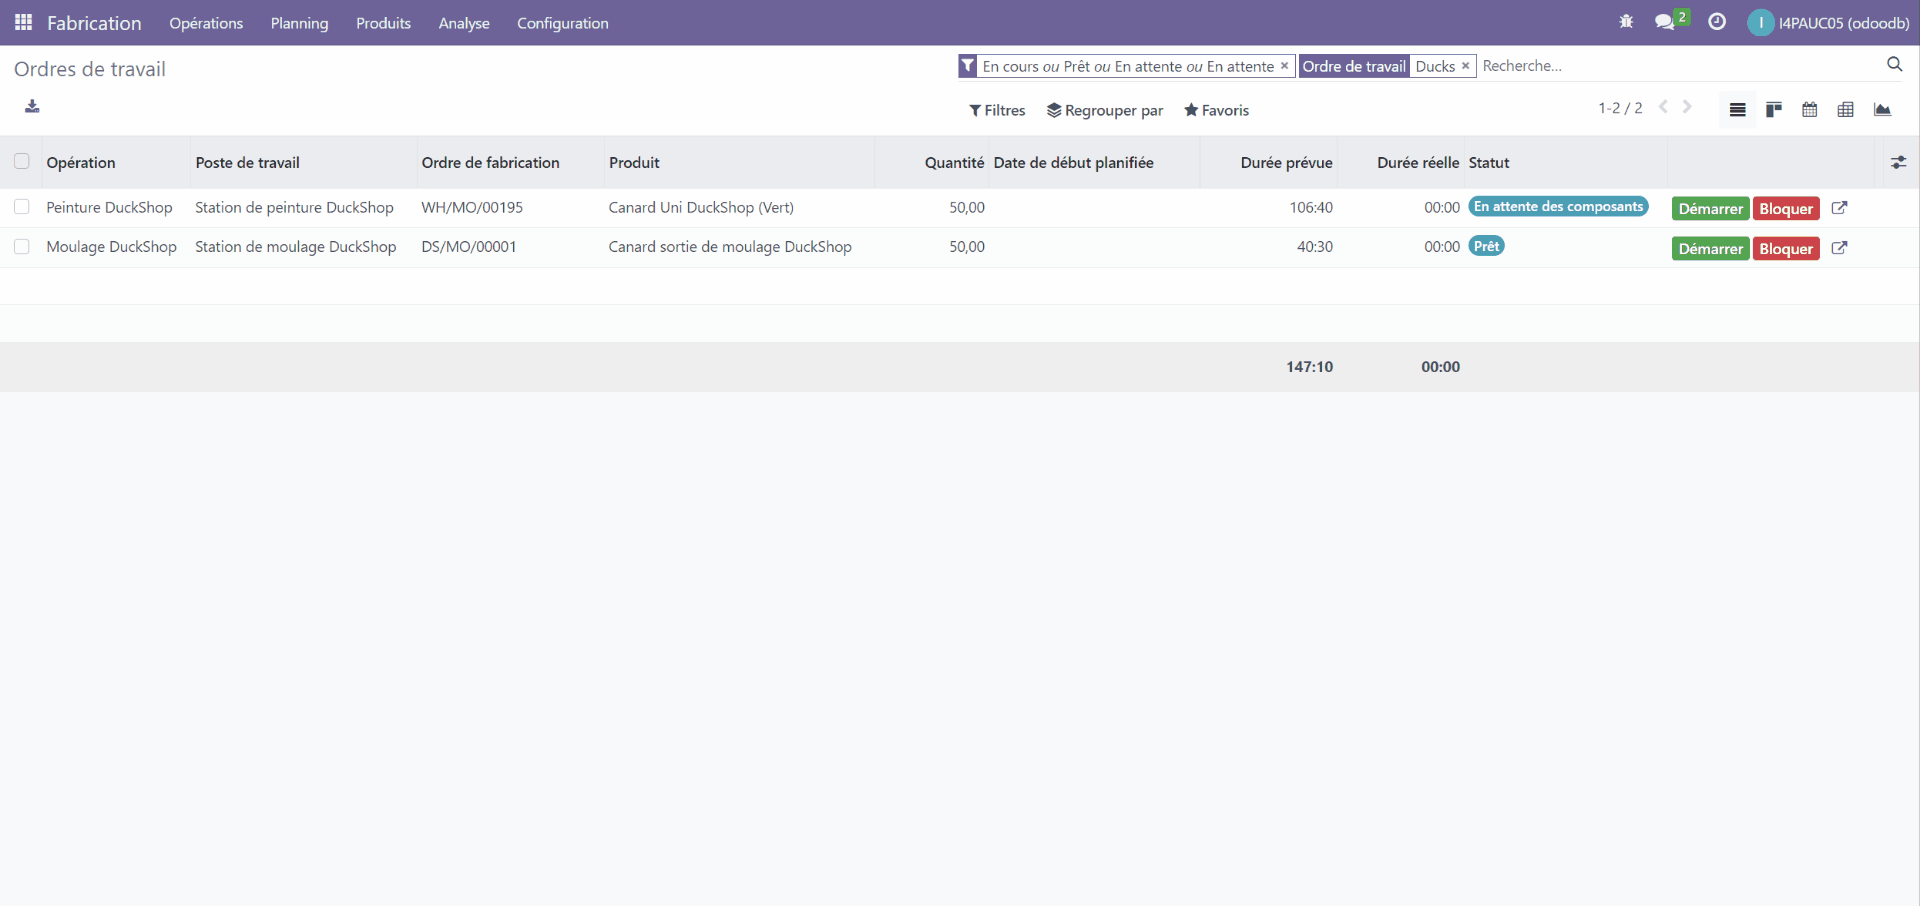 Fabrication Opérations Planning Produits Analyse Configuration 2 I I4PAUC05 (odoodb)
Ordres de travail En cours ou Prêt ou En attente ou En attente × Ordre de travail Ducks × Recherche...
Filtres Regrouper par Favoris 1-2 / 2
Opération Poste de travail Ordre de fabrication Produit Quantité Date de début planifiée Durée prévue Durée réelle Statut
Peinture DuckShop Station de peinture DuckShop WH/MO/00195 Canard Uni DuckShop (Vert) 50,00 106:40 00:00 En attente des composants Démarrer Bloquer
Moulage DuckShop Station de moulage DuckShop DS/MO/00001 Canard sortie de moulage DuckShop 50,00 40:30 00:00 Prêt Démarrer Bloquer
147:10 00:00